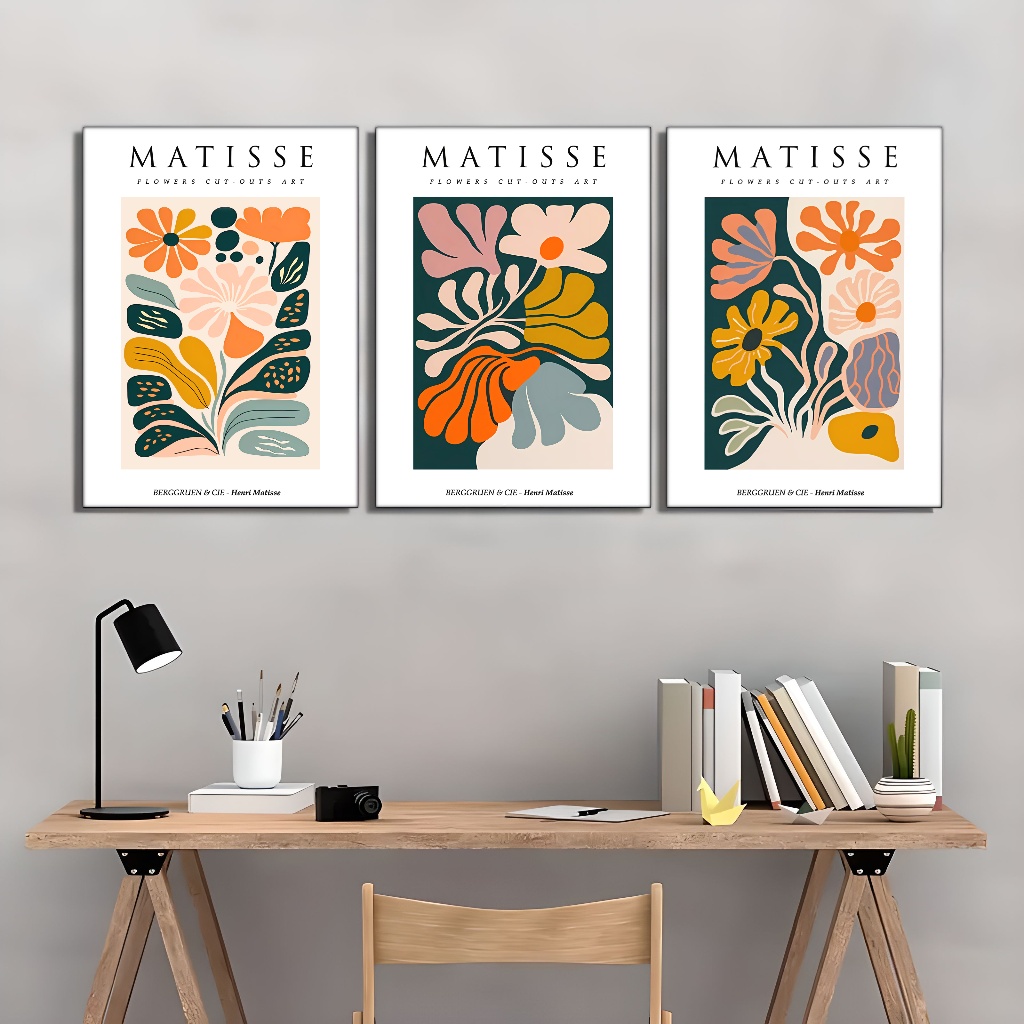 MATISSE
FLOWERS CUT-OUTS ART
BERGGRUEN & CIE - Henri Matisse
MATISSE
FLOWERS CUT-OUTS ART
BERGGRUEN & CIE - Henri Matisse
MATISSE
FLOWERS CUT-OUTS ART
BERGGRUEN & CIE - Henri Matisse